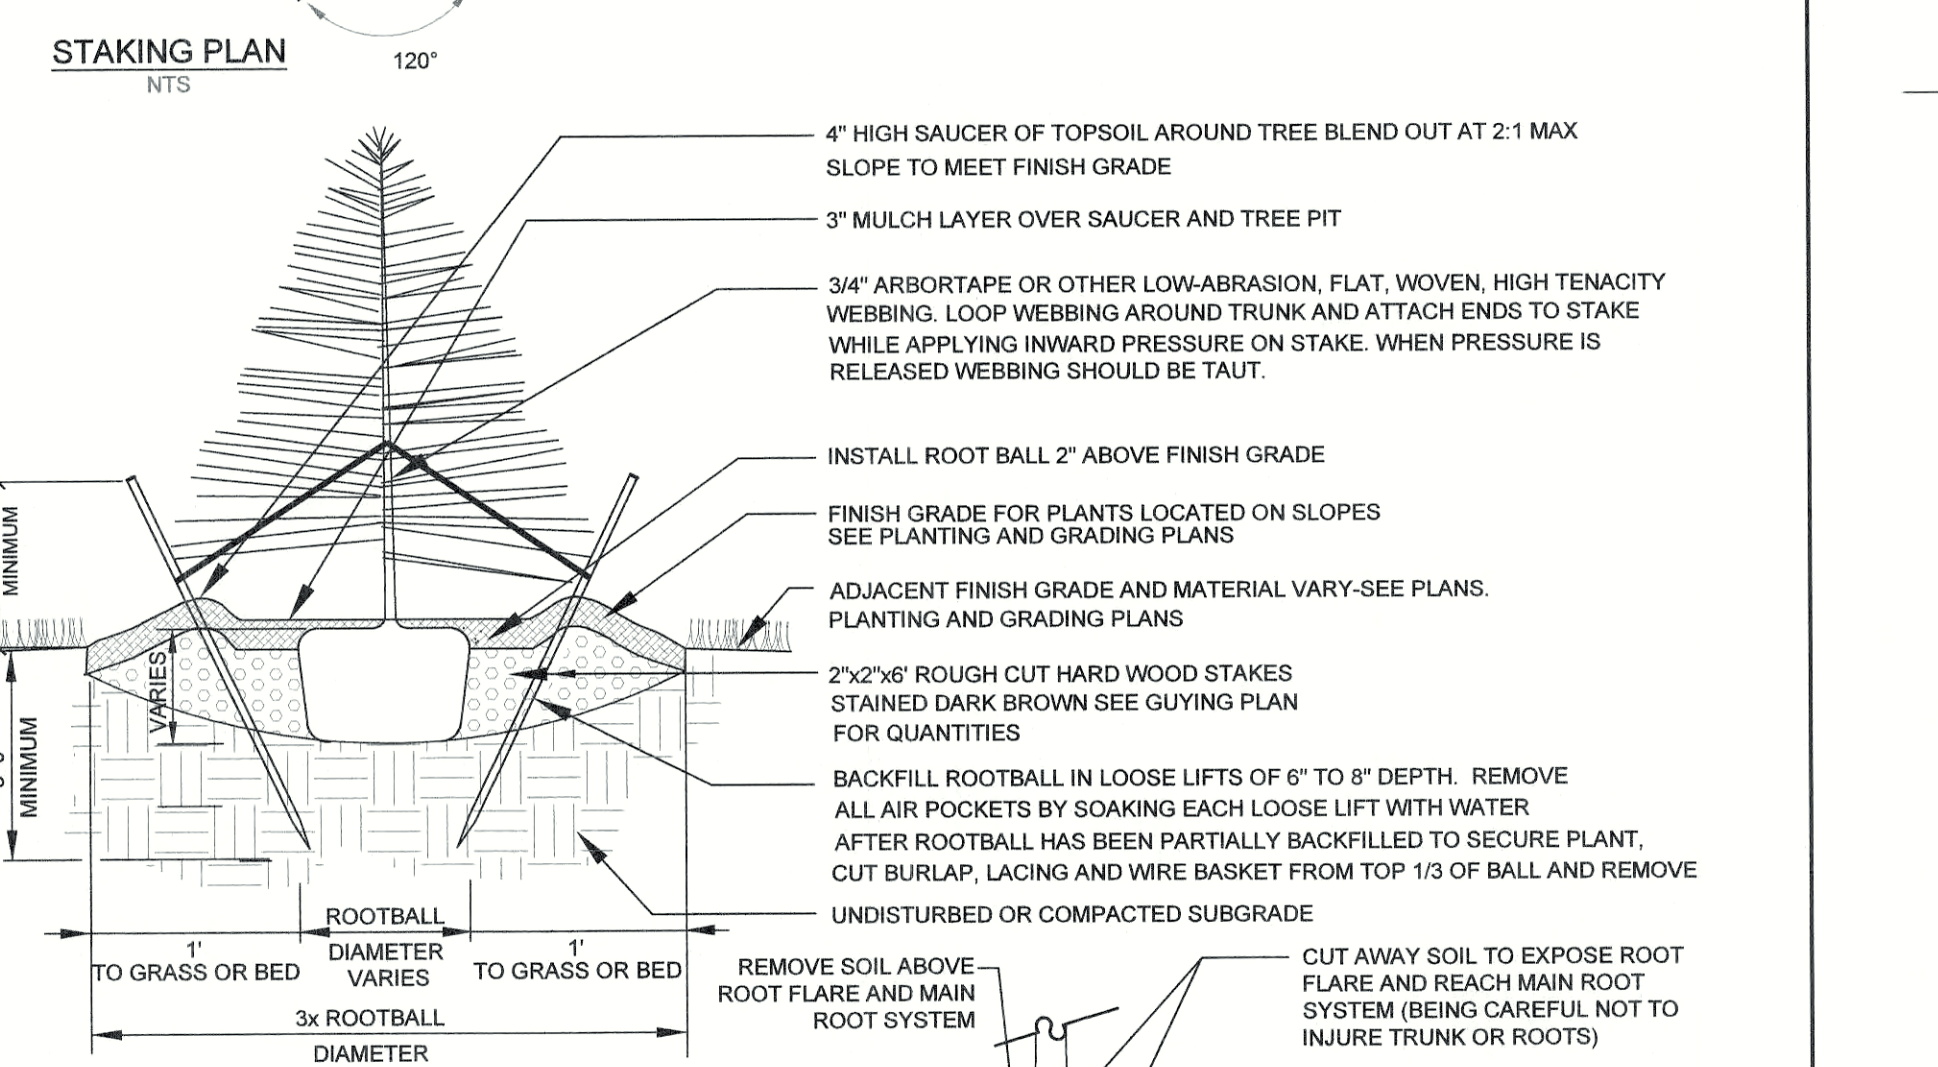 STAKING PLAN
NTS
120°
4" HIGH SAUCER OF TOPSOIL AROUND TREE BLEND OUT AT 2:1 MAX
SLOPE TO MEET FINISH GRADE
3" MULCH LAYER OVER SAUCER AND TREE PIT
3/4" ARBORTAPE OR OTHER LOW-ABRASION, FLAT, WOVEN, HIGH TENACITY
WEBBING. LOOP WEBBING AROUND TRUNK AND ATTACH ENDS TO STAKE
WHILE APPLYING INWARD PRESSURE ON STAKE. WHEN PRESSURE IS
RELEASED WEBBING SHOULD BE TAUT.
INSTALL ROOT BALL 2" ABOVE FINISH GRADE
FINISH GRADE FOR PLANTS LOCATED ON SLOPES
SEE PLANTING AND GRADING PLANS
ADJACENT FINISH GRADE AND MATERIAL VARY-SEE PLANS.
PLANTING AND GRADING PLANS
2"x2"x6' ROUGH CUT HARD WOOD STAKES
STAINED DARK BROWN SEE GUYING PLAN
FOR QUANTITIES
BACKFILL ROOTBALL IN LOOSE LIFTS OF 6" TO 8" DEPTH. REMOVE
ALL AIR POCKETS BY SOAKING EACH LOOSE LIFT WITH WATER
AFTER ROOTBALL HAS BEEN PARTIALLY BACKFILLED TO SECURE PLANT,
CUT BURLAP, LACING AND WIRE BASKET FROM TOP 1/3 OF BALL AND REMOVE
UNDISTURBED OR COMPACTED SUBGRADE
MINIMUM
VARIES
MINIMUM
1'
TO GRASS OR BED
ROOTBALL
DIAMETER
VARIES
1'
TO GRASS OR BED
3x ROOTBALL
DIAMETER
REMOVE SOIL ABOVE
ROOT FLARE AND MAIN
ROOT SYSTEM
CUT AWAY SOIL TO EXPOSE ROOT
FLARE AND REACH MAIN ROOT
SYSTEM (BEING CAREFUL NOT TO
INJURE TRUNK OR ROOTS)